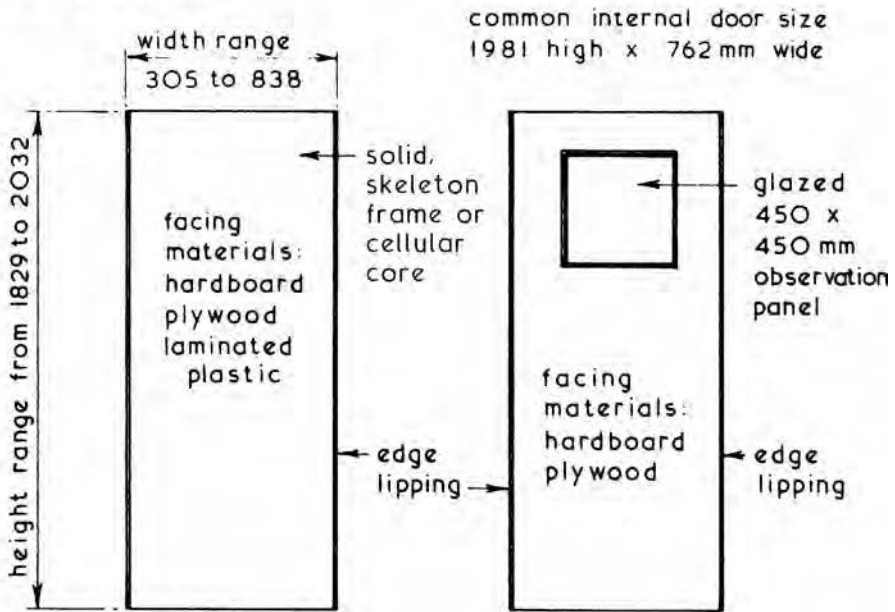 common internal door size
1981 high x 762 mm wide
width range
305 to 838
height range from 1829 to 2032
solid,
skeleton
frame or
cellular
core
facing
materials:
hardboard
plywood
laminated
plastic
edge
lipping
glazed
450 x
450 mm
observation
panel
facing
materials:
hardboard
plywood
edge
lipping